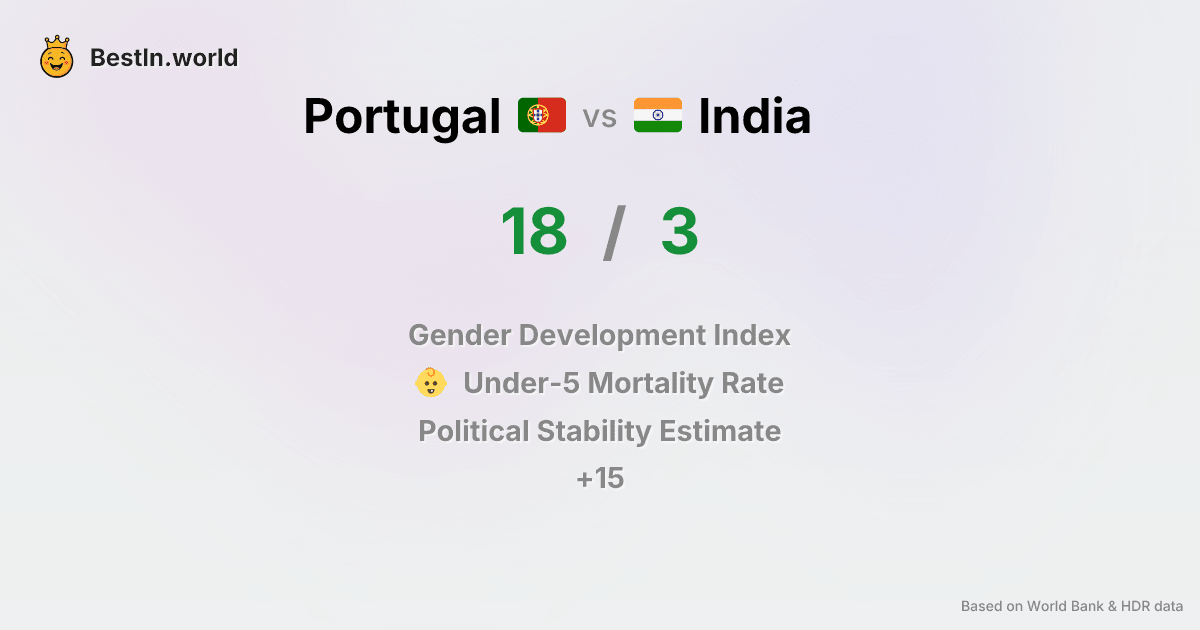 BestIn.world
Portugal vs India
18 / 3
Gender Development Index
Under-5 Mortality Rate
Political Stability Estimate
+15
Based on World Bank & HDR data